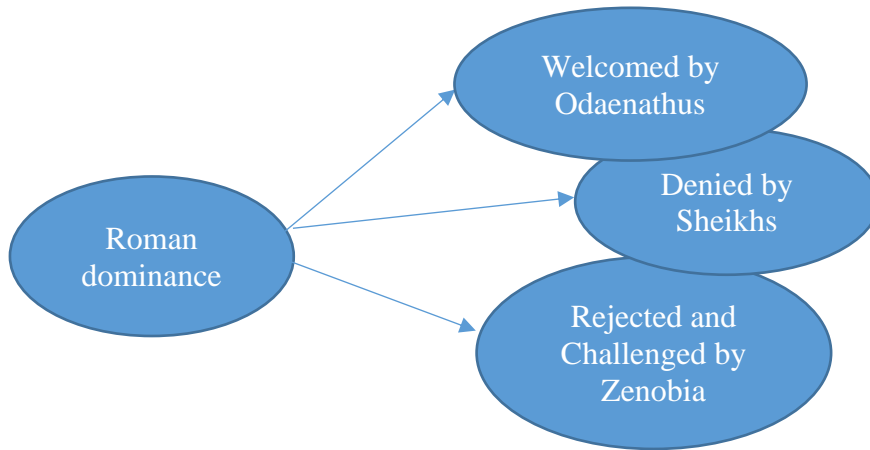 Roman
dominance
Welcomed by
Odaenathus
Denied by
Sheikhs
Rejected and
Challenged by
Zenobia